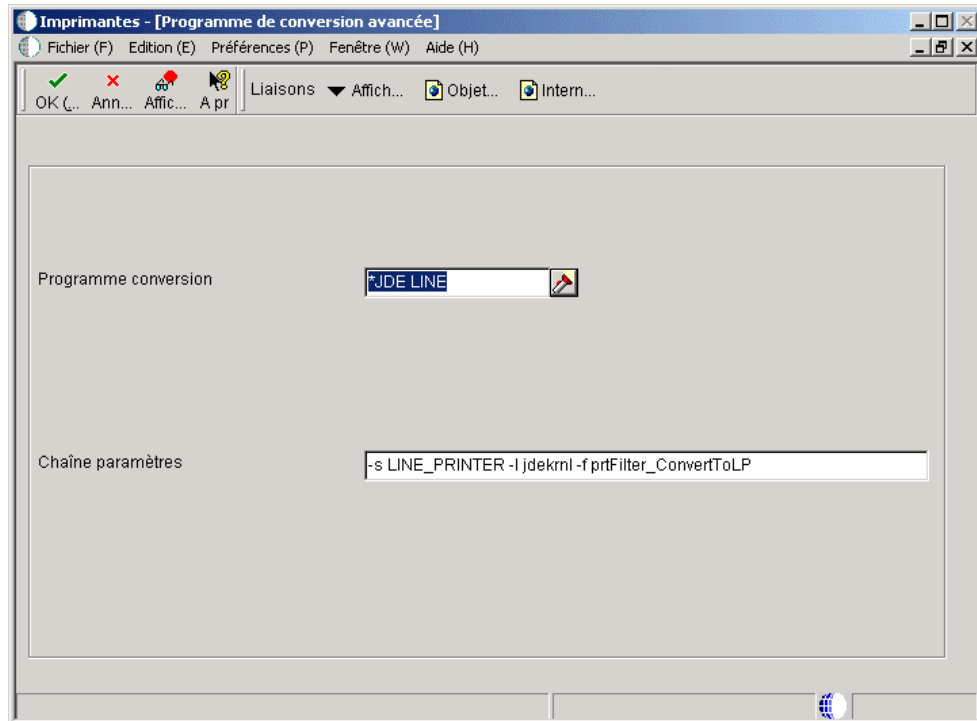 Imprimantes - [Programme de conversion avancée]
Fichier (F) Edition (E) Préférences (P) Fenêtre (W) Aide (H)
OK (... Ann... Affic... A pr Liaisons Affich... Objet... Intern...
Programme conversion *JDE LINE
Chaîne paramètres -s LINE_PRINTER -l jdekrnl -f prtFilter_ConvertToLP